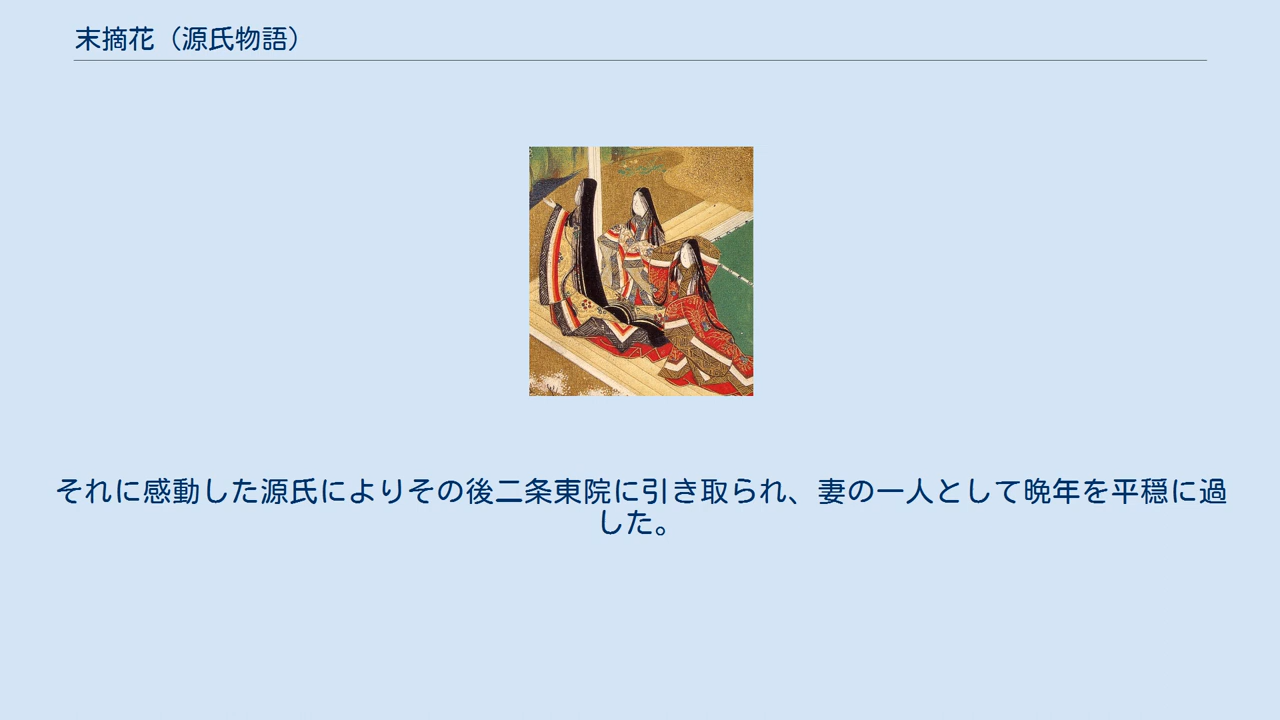 末摘花（源氏物語）
それに感動した源氏によりその後二条東院に引き取られ、妻の一人として晩年を平穏に過
した。